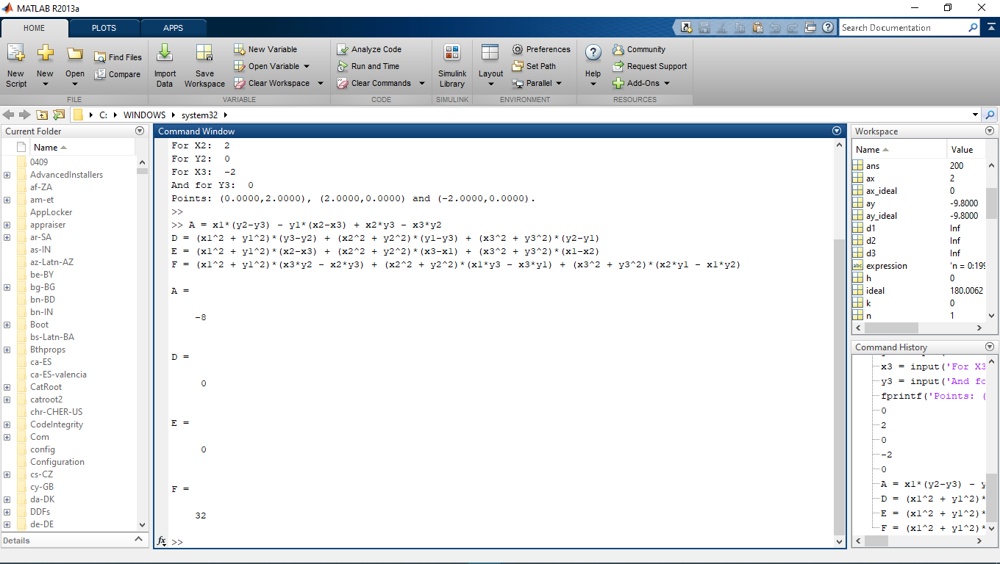 MATLAB R2013a
HOME PLOTS APPS
Search Documentation
New Script
New
Open
Find Files
Compare
FILE
Import Data
Save Workspace
New Variable
Open Variable
Clear Workspace
VARIABLE
Analyze Code
Run and Time
Clear Commands
CODE
Simulink Library
SIMULINK
Layout
Preferences
Set Path
Parallel
ENVIRONMENT
Help
Community
Request Support
Add-Ons
RESOURCES
C: WINDOWS system32
Current Folder
Name
0409
AdvancedInstallers
af-ZA
am-et
AppLocker
appraiser
ar-SA
as-IN
az-Latn-AZ
be-BY
bg-BG
bn-BD
bn-IN
Boot
bs-Latn-BA
Bthprops
ca-ES
ca-ES-valencia
CatRoot
catroot2
chr-CHER-US
CodeIntegrity
Com
config
Configuration
cs-CZ
cy-GB
da-DK
DDFs
de-DE
Details
Command Window
For X2:  2
For Y2:  0
For X3:  -2
And for Y3:  0
Points: (0.0000,2.0000), (2.0000,0.0000) and (-2.0000,0.0000).
>>
>> A = x1*(y2-y3) - y1*(x2-x3) + x2*y3 - x3*y2
D = (x1^2 + y1^2)*(y3-y2) + (x2^2 + y2^2)*(y1-y3) + (x3^2 + y3^2)*(y2-y1)
E = (x1^2 + y1^2)*(x2-x3) + (x2^2 + y2^2)*(x3-x1) + (x3^2 + y3^2)*(x1-x2)
F = (x1^2 + y1^2)*(x3*y2 - x2*y3) + (x2^2 + y2^2)*(x1*y3 - x3*y1) + (x3^2 + y3^2)*(x2*y1 - x1*y2)
A =
-8
D =
0
E =
0
F =
32
fx >>
Workspace
Name Value
ans 200
ax 2
ax_ideal 0
ay -9.8000
ay_ideal -9.8000
d1 Inf
d2 Inf
d3 Inf
abc expression 'n = 0:199
h 0
ideal 180.0062
k 0
n 1
Command History
x3 = input('For X3
y3 = input('And fo
fprintf('Points: (
0
2
0
-2
0
A = x1*(y2-y3) - y
D = (x1^2 + y1^2)*
E = (x1^2 + y1^2)*
F = (x1^2 + y1^2)*